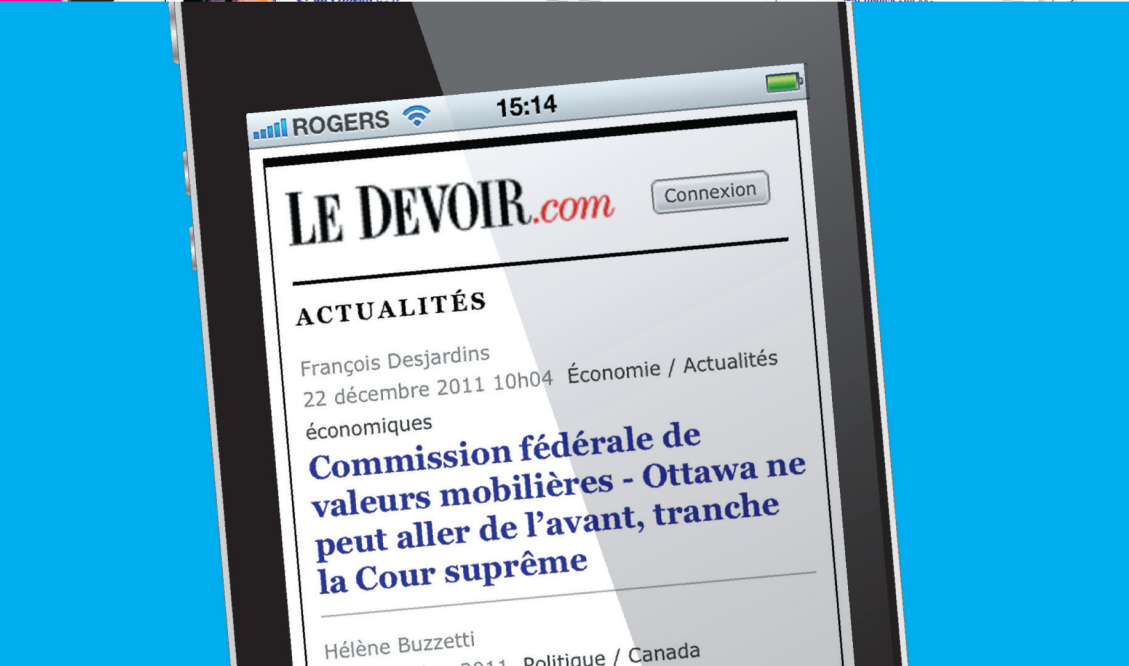 ROGERS 15:14
LE DEVOIR.com
Connexion
ACTUALITÉS
François Desjardins
22 décembre 2011 10h04 Économie / Actualités
économiques
Commission fédérale de
valeurs mobilières - Ottawa ne
peut aller de l'avant, tranche
la Cour suprême
Hélène Buzzetti
2011 Politique / Canada